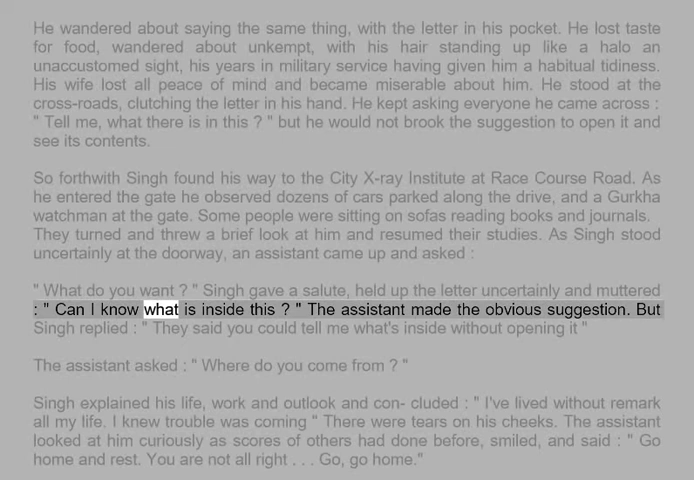 He wandered about saying the same thing, with the letter in his pocket. He lost taste
for food, wandered about unkempt, with his hair standing up like a halo an
unaccustomed sight, his years in military service having given him a habitual tidiness.
His wife lost all peace of mind and became miserable about him. He stood at the
cross-roads, clutching the letter in his hand. He kept asking everyone he came across :
" Tell me, what there is in this ? " but he would not brook the suggestion to open it and
see its contents.
So forthwith Singh found his way to the City X-ray Institute at Race Course Road. As
he entered the gate he observed dozens of cars parked along the drive, and a Gurkha
watchman at the gate. Some people were sitting on sofas reading books and journals.
They turned and threw a brief look at him and resumed their studies. As Singh stood
uncertainly at the doorway, an assistant came up and asked :
" What do you want ? " Singh gave a salute, held up the letter uncertainly and muttered
: " Can I know what is inside this ? " The assistant made the obvious suggestion. But
Singh replied : " They said you could tell me what's inside without opening it "
The assistant asked : " Where do you come from ? "
Singh explained his life, work and outlook and con- cluded : " I've lived without remark
all my life. I knew trouble was coming " There were tears on his cheeks. The assistant
looked at him curiously as scores of others had done before, smiled, and said : " Go
home and rest. You are not all right . . . Go, go home."